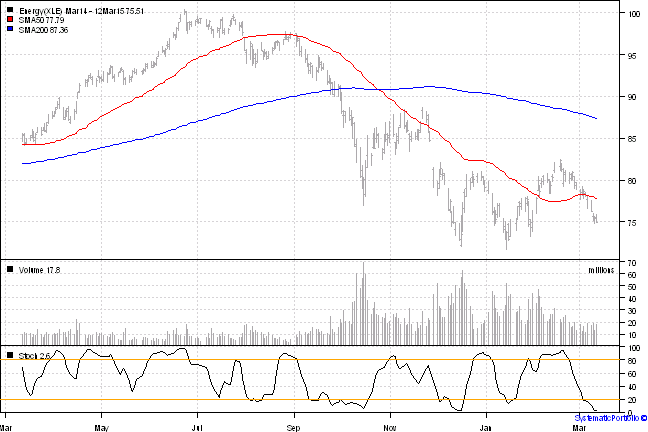 Energy(XLE) Mar14 - 12Mar15 75.51
SMA50 77.79
SMA200 87.36
100
95
90
85
80
75
Volume 17.8
millions
70
60
50
40
30
20
10
Stoch 2.6
100
80
60
40
20
0
Mar May Jul Sep Nov Jan Mar
SystematicPortfolio ©